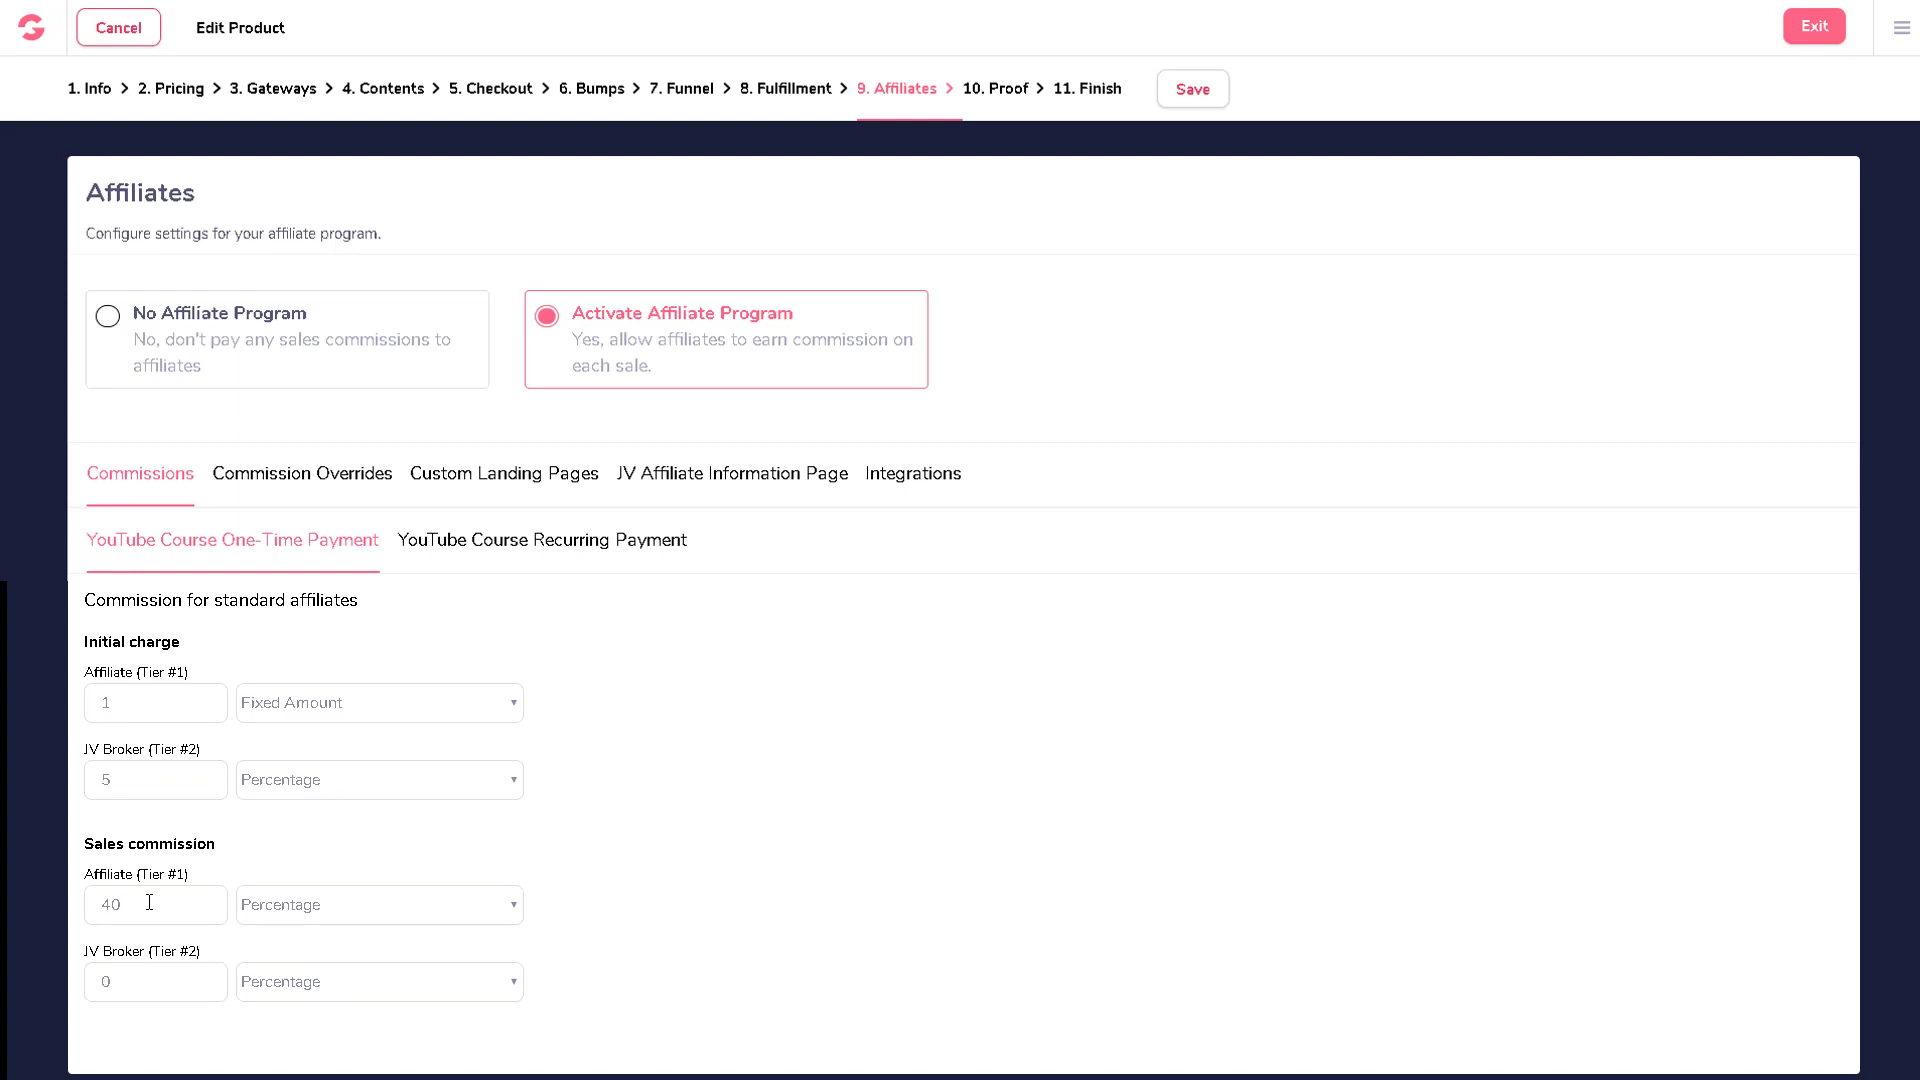 Cancel
Edit Product
Exit
1. Info > 2. Pricing > 3. Gateways > 4. Contents > 5. Checkout > 6. Bumps > 7. Funnel > 8. Fulfillment > 9. Affiliates > 10. Proof > 11. Finish
Save
Affiliates
Configure settings for your affiliate program.
No Affiliate Program
No, don't pay any sales commissions to
affiliates
Activate Affiliate Program
Yes, allow affiliates to earn commission on
each sale.
Commissions Commission Overrides Custom Landing Pages JV Affiliate Information Page Integrations
YouTube Course One-Time Payment YouTube Course Recurring Payment
Commission for standard affiliates
Initial charge
Affiliate (Tier #1)
1 Fixed Amount
JV Broker (Tier #2)
5 Percentage
Sales commission
Affiliate (Tier #1)
40 Percentage
JV Broker (Tier #2)
0 Percentage